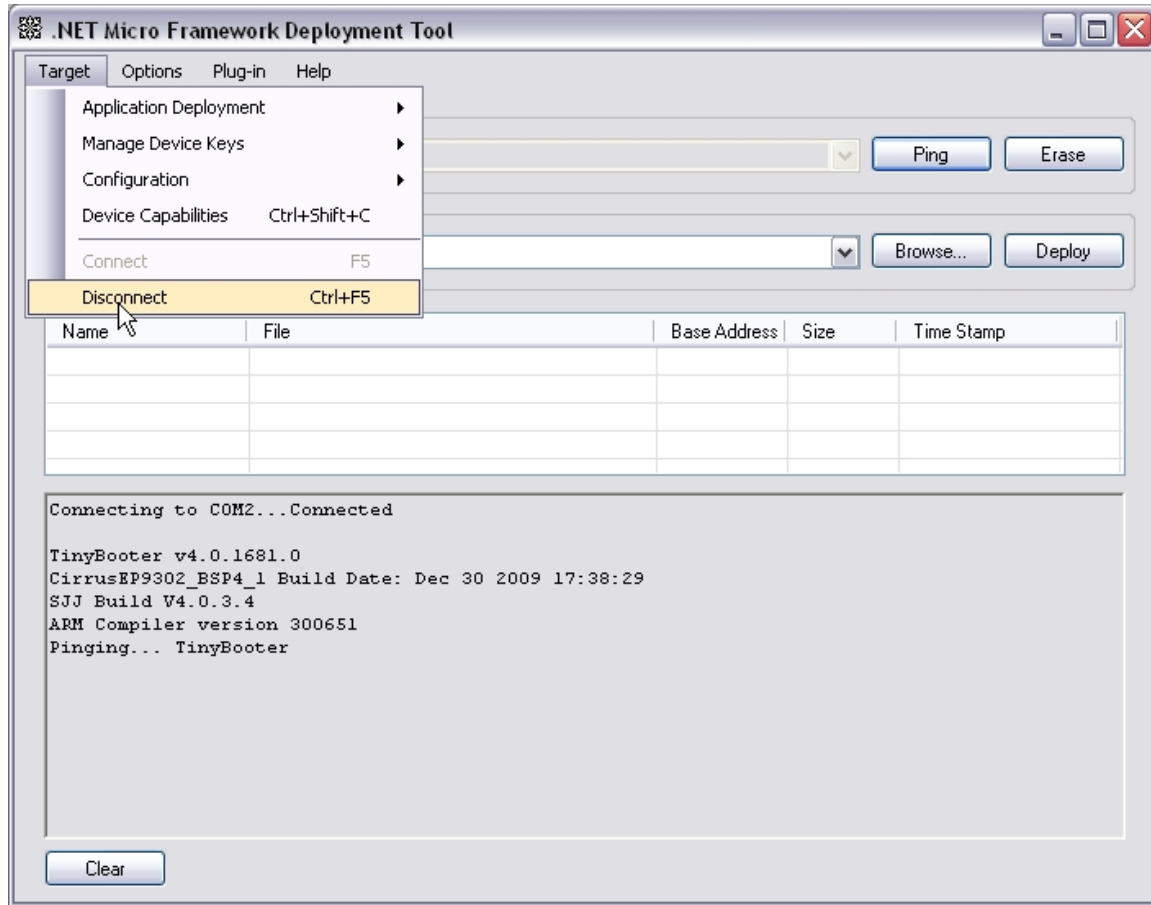 .NET Micro Framework Deployment Tool
Target Options Plug-in Help
Application Deployment
Manage Device Keys
Configuration
Device Capabilities Ctrl+Shift+C
Connect F5
Disconnect Ctrl+F5
Ping Erase
Browse... Deploy
Name File Base Address Size Time Stamp
Connecting to COM2...Connected
TinyBooter v4.0.1681.0
CirrusEP9302_BSP4_1 Build Date: Dec 30 2009 17:38:29
SJJ Build V4.0.3.4
ARM Compiler version 300651
Pinging... TinyBooter
Clear